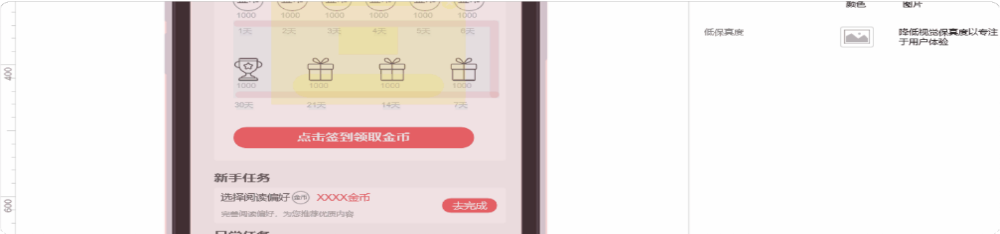 颜色 图片
1000 1000 1000 1000 1000 1000
1天 2天 3天 4天 5天 6天
低保真度
降低视觉保真度以专注
于用户体验
400
1000 1000 1000 1000
30天 21天 14天 7天
点击签到领取金币
新手任务
选择阅读偏好 金币 XXXX金币
去完成
完善阅读偏好，为您推荐优质内容
600